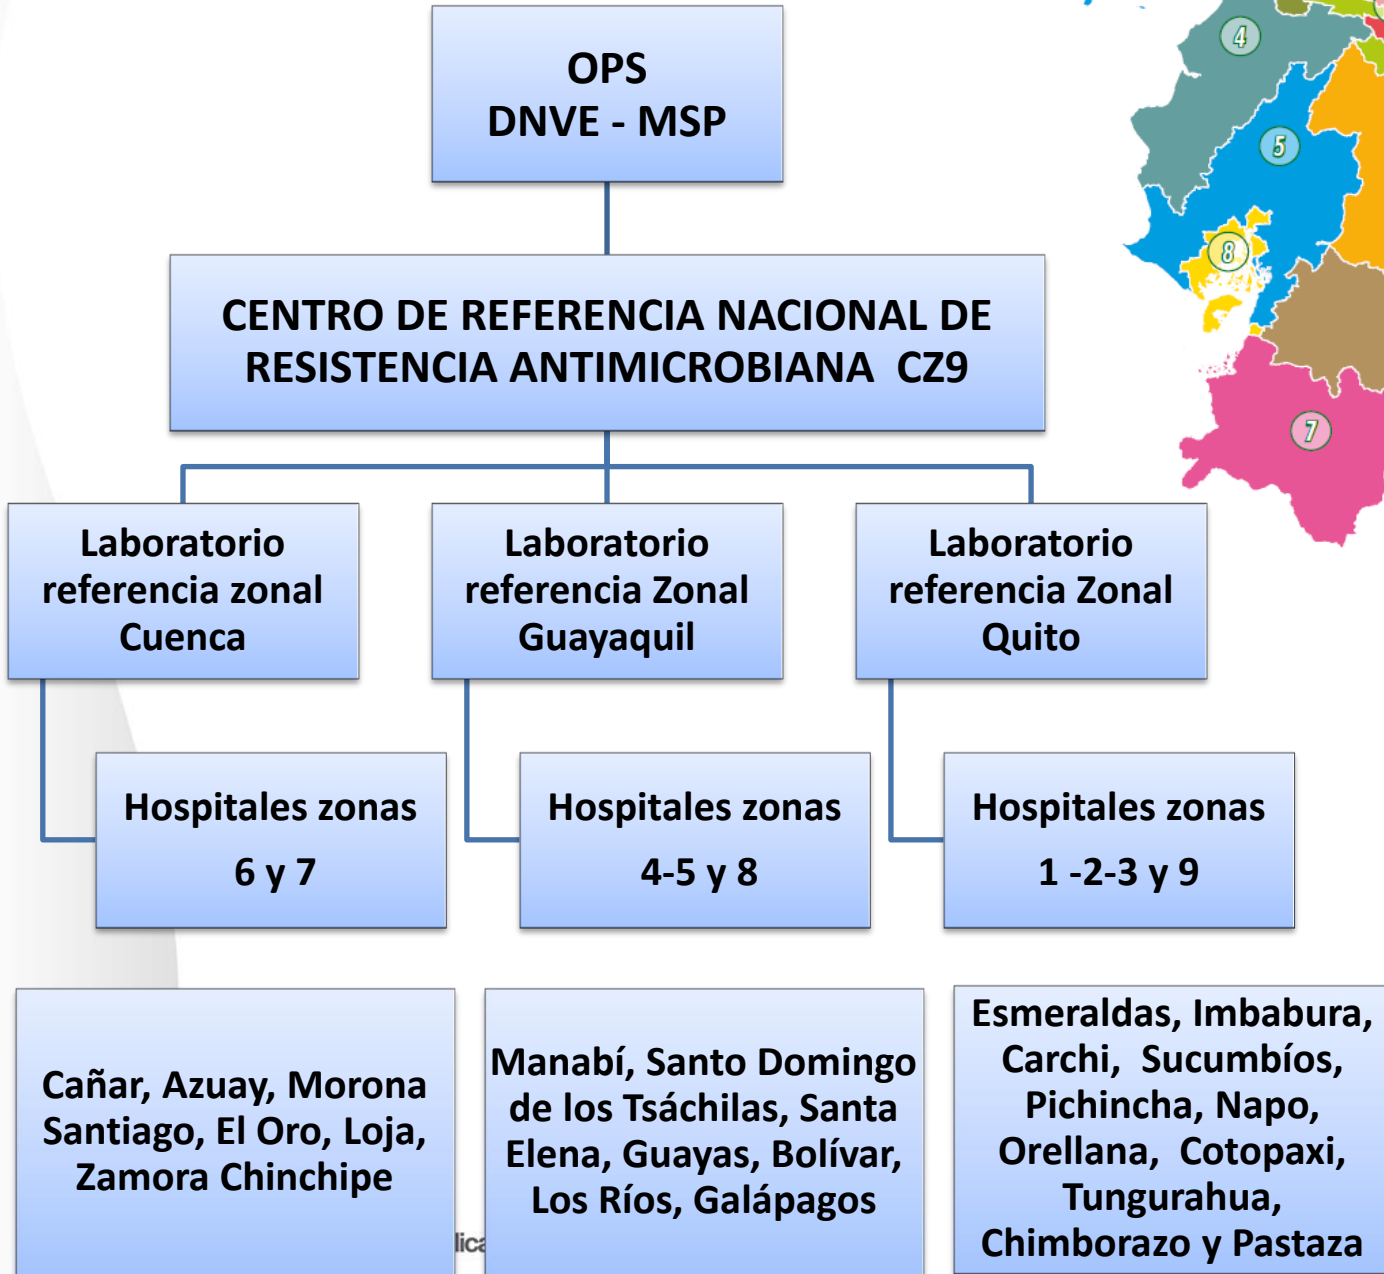 OPS
DNVE - MSP
4
5
8
7
CENTRO DE REFERENCIA NACIONAL DE
RESISTENCIA ANTIMICROBIANA CZ9
Laboratorio
referencia zonal
Cuenca
Laboratorio
referencia Zonal
Guayaquil
Laboratorio
referencia Zonal
Quito
Hospitales zonas
6 y 7
Hospitales zonas
4-5 y 8
Hospitales zonas
1 -2-3 y 9
Cañar, Azuay, Morona
Santiago, El Oro, Loja,
Zamora Chinchipe
Manabí, Santo Domingo
de los Tsáchilas, Santa
Elena, Guayas, Bolívar,
Los Ríos, Galápagos
Esmeraldas, Imbabura,
Carchi, Sucumbíos,
Pichincha, Napo,
Orellana, Cotopaxi,
Tungurahua,
Chimborazo y Pastaza